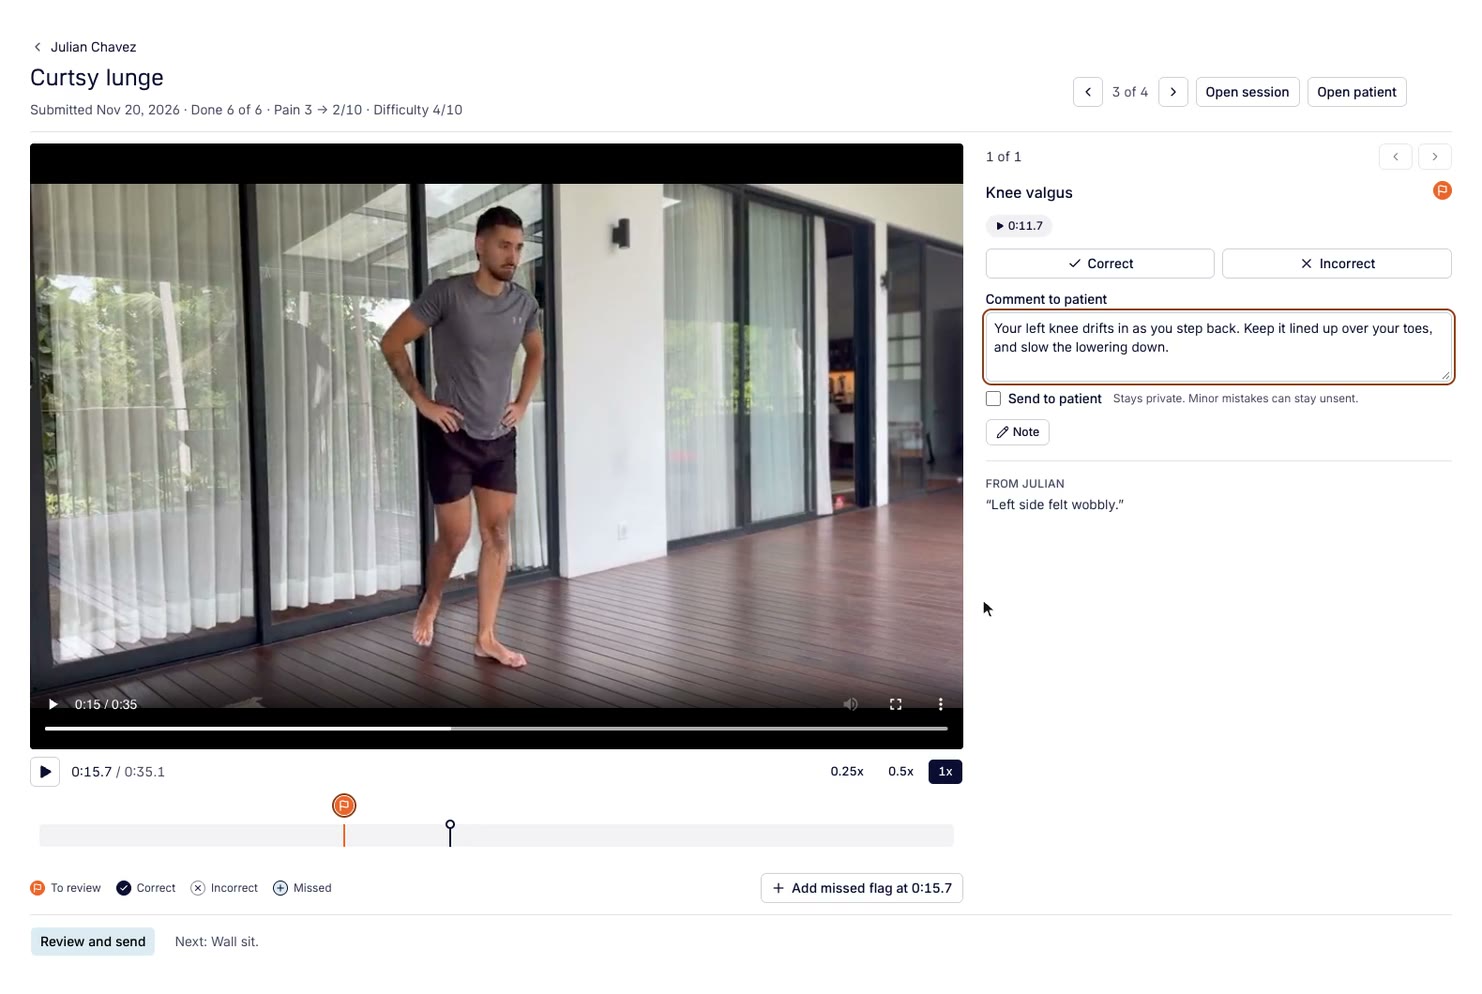 Julian Chavez
Curtsy lunge
Submitted Nov 20, 2026 · Done 6 of 6 · Pain 3 → 2/10 · Difficulty 4/10
3 of 4
Open session
Open patient
0:15 / 0:35
0:15.7 / 0:35.1
0.25x
0.5x
1x
To review
Correct
Incorrect
Missed
+ Add missed flag at 0:15.7
1 of 1
Knee valgus
0:11.7
Correct
Incorrect
Comment to patient
Your left knee drifts in as you step back. Keep it lined up over your toes,
and slow the lowering down.
Send to patient
Stays private. Minor mistakes can stay unsent.
Note
FROM JULIAN
“Left side felt wobbly.”
Review and send
Next: Wall sit.